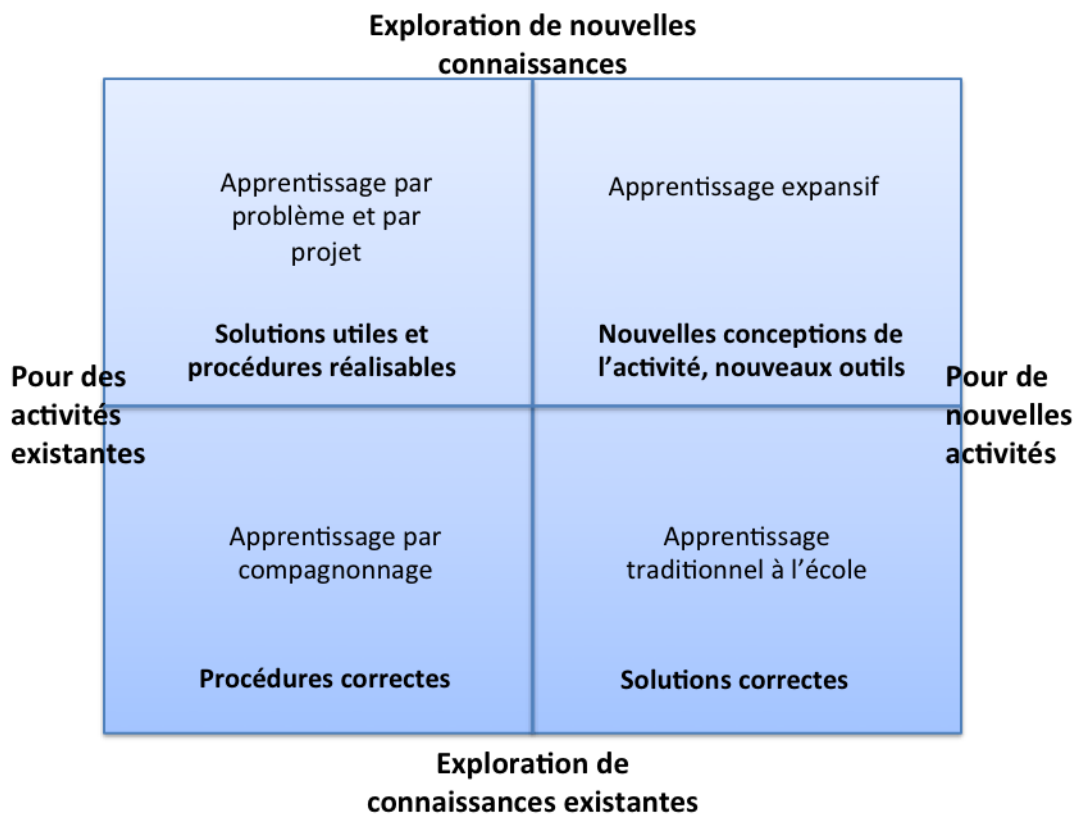 Exploration de nouvelles
connaissances
Apprentissage par
problème et par
projet
Apprentissage expansif
Solutions utiles et
procédures réalisables
Nouvelles conceptions de
l’activité, nouveaux outils
Pour des
activités
existantes
Pour de
nouvelles
activités
Apprentissage par
compagnonnage
Apprentissage
traditionnel à l’école
Procédures correctes
Solutions correctes
Exploration de
connaissances existantes